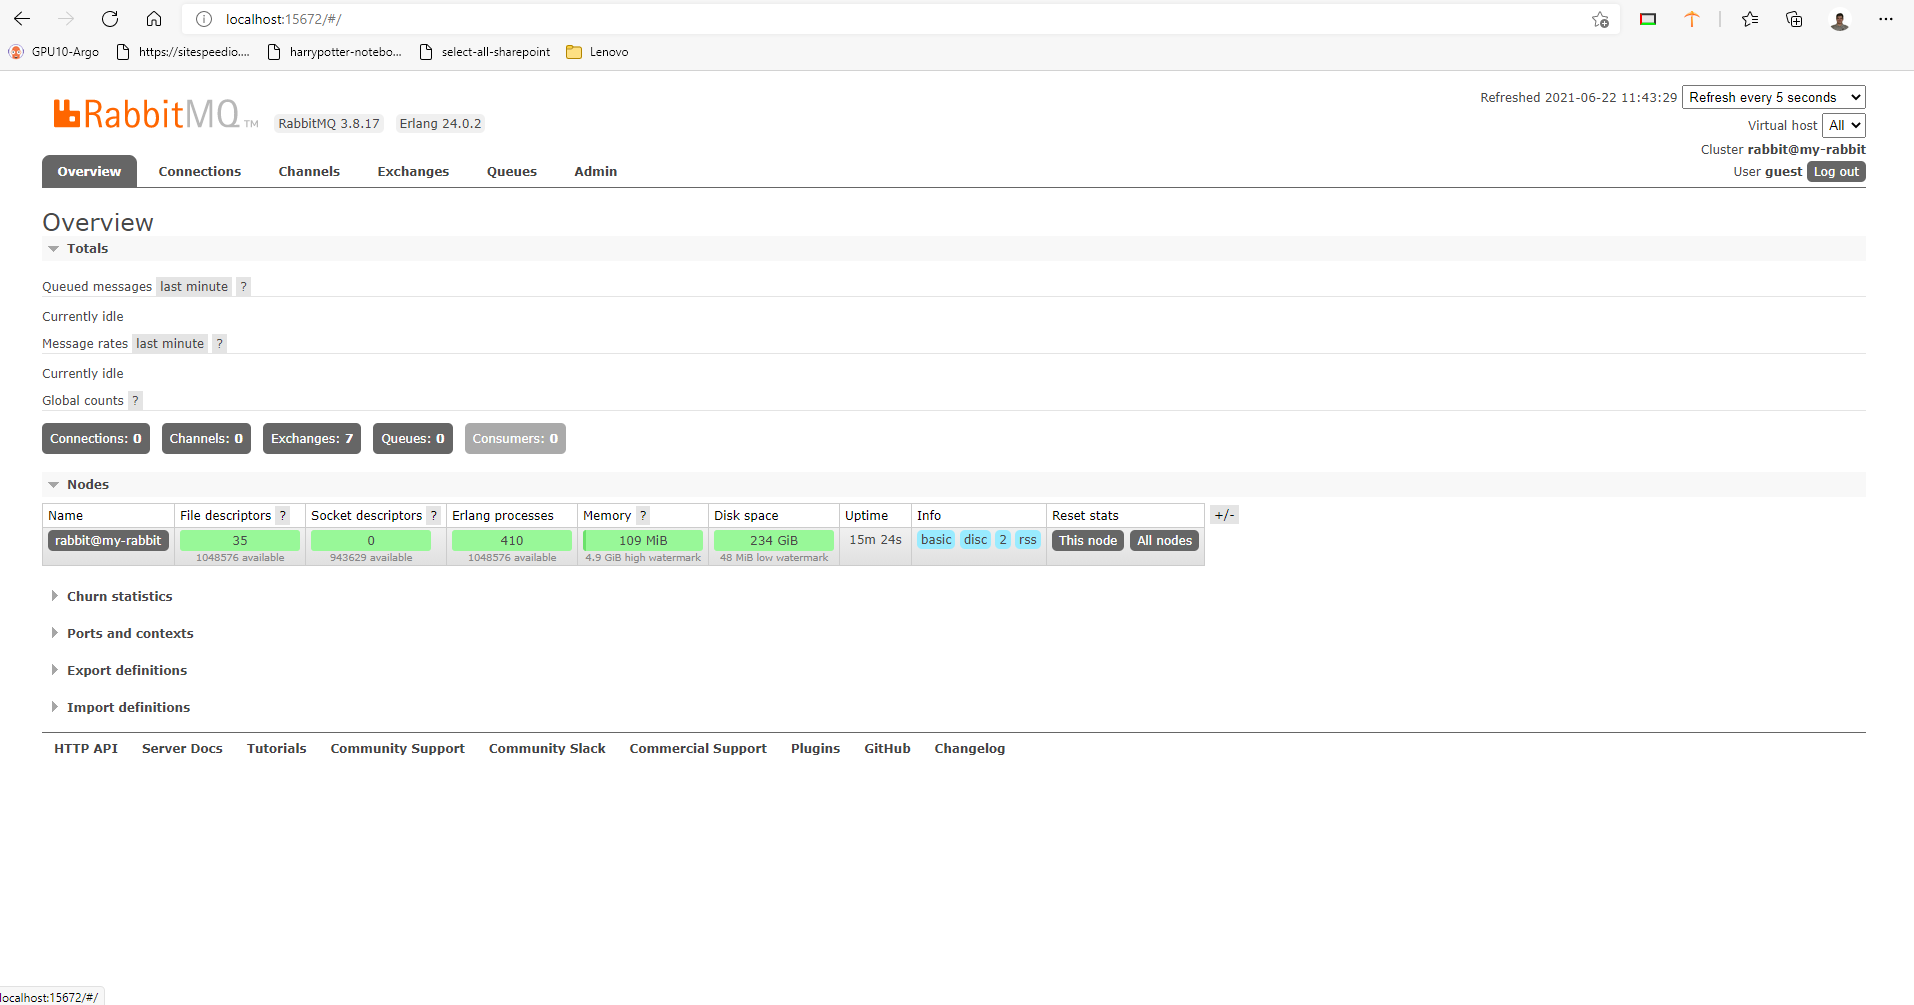 localhost:15672/#/
GPU10-Argo https://sitespeedio.... harrypotter-notebo... select-all-sharepoint Lenovo
RabbitMQ TM RabbitMQ 3.8.17 Erlang 24.0.2
Refreshed 2021-06-22 11:43:29 Refresh every 5 seconds
Virtual host All
Cluster rabbit@my-rabbit
User guest Log out
Overview Connections Channels Exchanges Queues Admin
Overview
Totals
Queued messages last minute ?
Currently idle
Message rates last minute ?
Currently idle
Global counts ?
Connections: 0 Channels: 0 Exchanges: 7 Queues: 0 Consumers: 0
Nodes
Name File descriptors ? Socket descriptors ? Erlang processes Memory ? Disk space Uptime Info Reset stats +/-
rabbit@my-rabbit 35 0 410 109 MiB 234 GiB 15m 24s basic disc 2 rss This node All nodes
1048576 available 943629 available 1048576 available 4.9 GiB high watermark 48 MiB low watermark
Churn statistics
Ports and contexts
Export definitions
Import definitions
HTTP API Server Docs Tutorials Community Support Community Slack Commercial Support Plugins GitHub Changelog
localhost:15672/#/